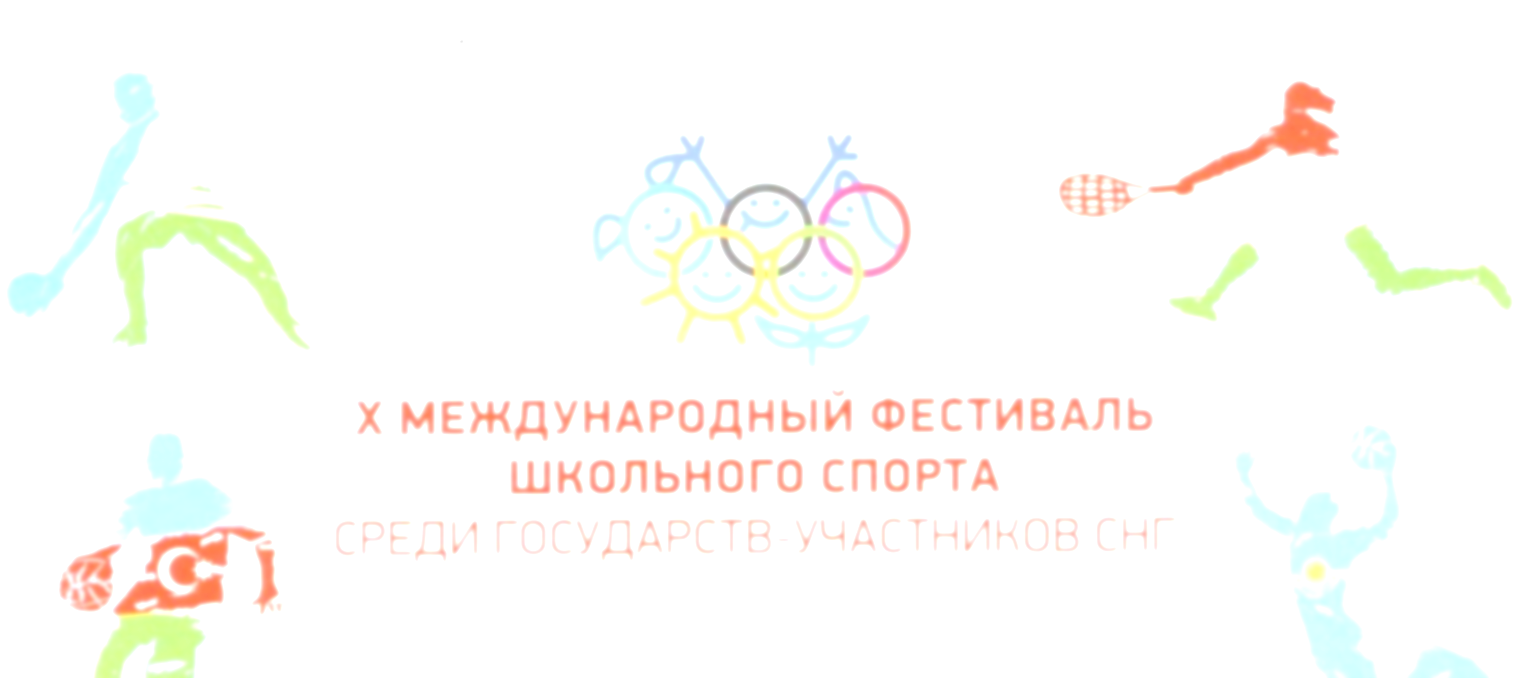 X МЕЖДУНАРОДНЫЙ ФЕСТИВАЛЬ
ШКОЛЬНОГО СПОРТА
СРЕДИ ГОСУДАРСТВ-УЧАСТНИКОВ СНГ